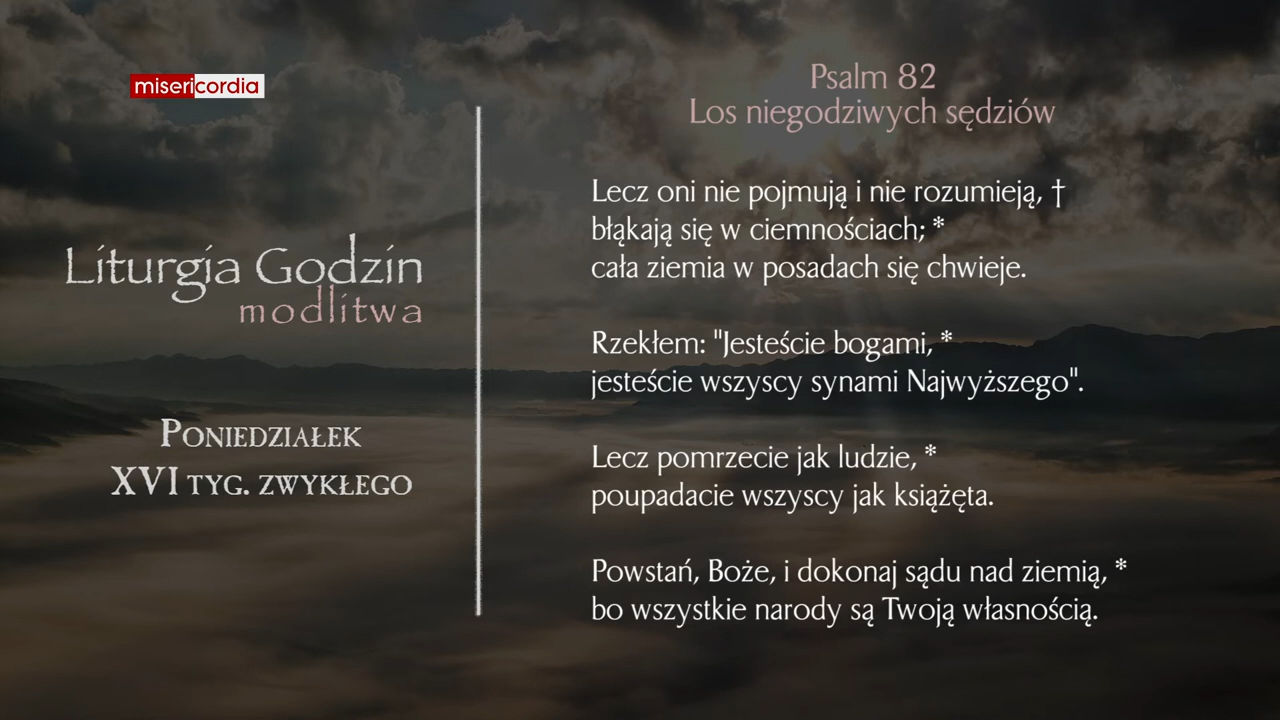 misericordia
Liturgia Godzin
modlitwa
Poniedziałek
XVI tyg. zwykłego
Psalm 82
Los niegodziwych sędziów
Lecz oni nie pojmują i nie rozumieją, †
błąkają się w ciemnościach; *
cała ziemia w posadach się chwieje.
Rzekłem: "Jesteście bogami, *
jesteście wszyscy synami Najwyższego".
Lecz pomrzecie jak ludzie, *
poupadacie wszyscy jak książęta.
Powstań, Boże, i dokonaj sądu nad ziemią, *
bo wszystkie narody są Twoją własnością.